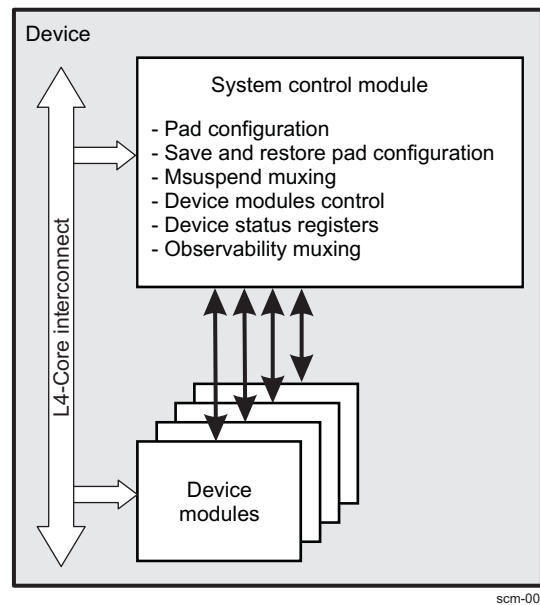 Device
System control module
- Pad configuration
- Save and restore pad configuration
- Msuspend muxing
- Device modules control
- Device status registers
- Observability muxing
L4-Core interconnect
Device
modules
scm-00